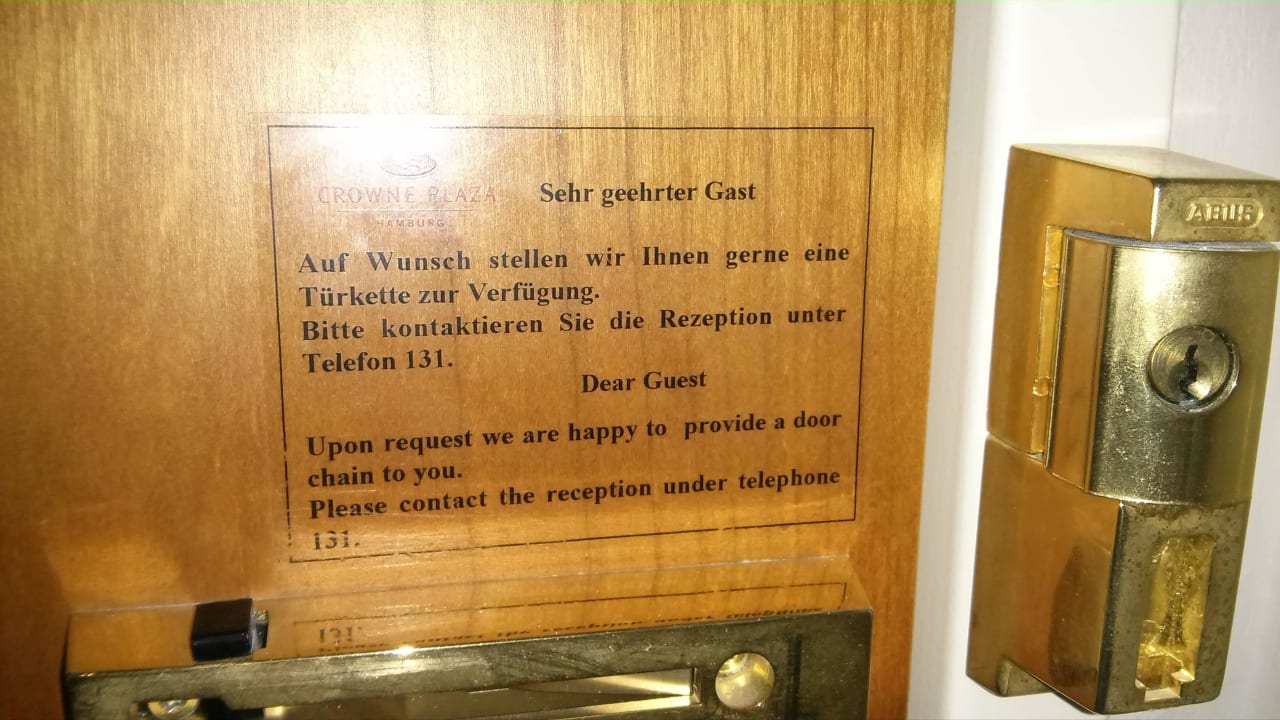 CROWNE PLAZA
HAMBURG
Sehr geehrter Gast
Auf Wunsch stellen wir Ihnen gerne eine
Türkette zur Verfügung.
Bitte kontaktieren Sie die Rezeption unter
Telefon 131.
Dear Guest
Upon request we are happy to provide a door
chain to you.
Please contact the reception under telephone
131.
ABUS